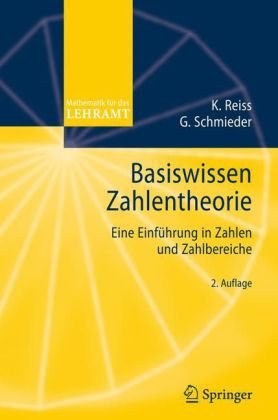 Mathematik für das
LEHRAMT
K. Reiss
G. Schmieder
Basiswissen
Zahlentheorie
Eine Einführung in Zahlen
und Zahlbereiche
2. Auflage
Springer